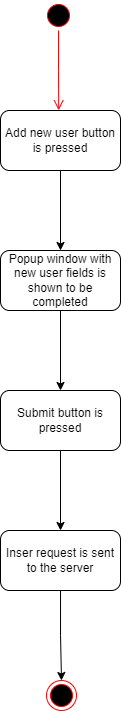 Add new user button
is pressed
Popup window with
new user fields is
shown to be
completed
Submit button is
pressed
Inser request is sent
to the server